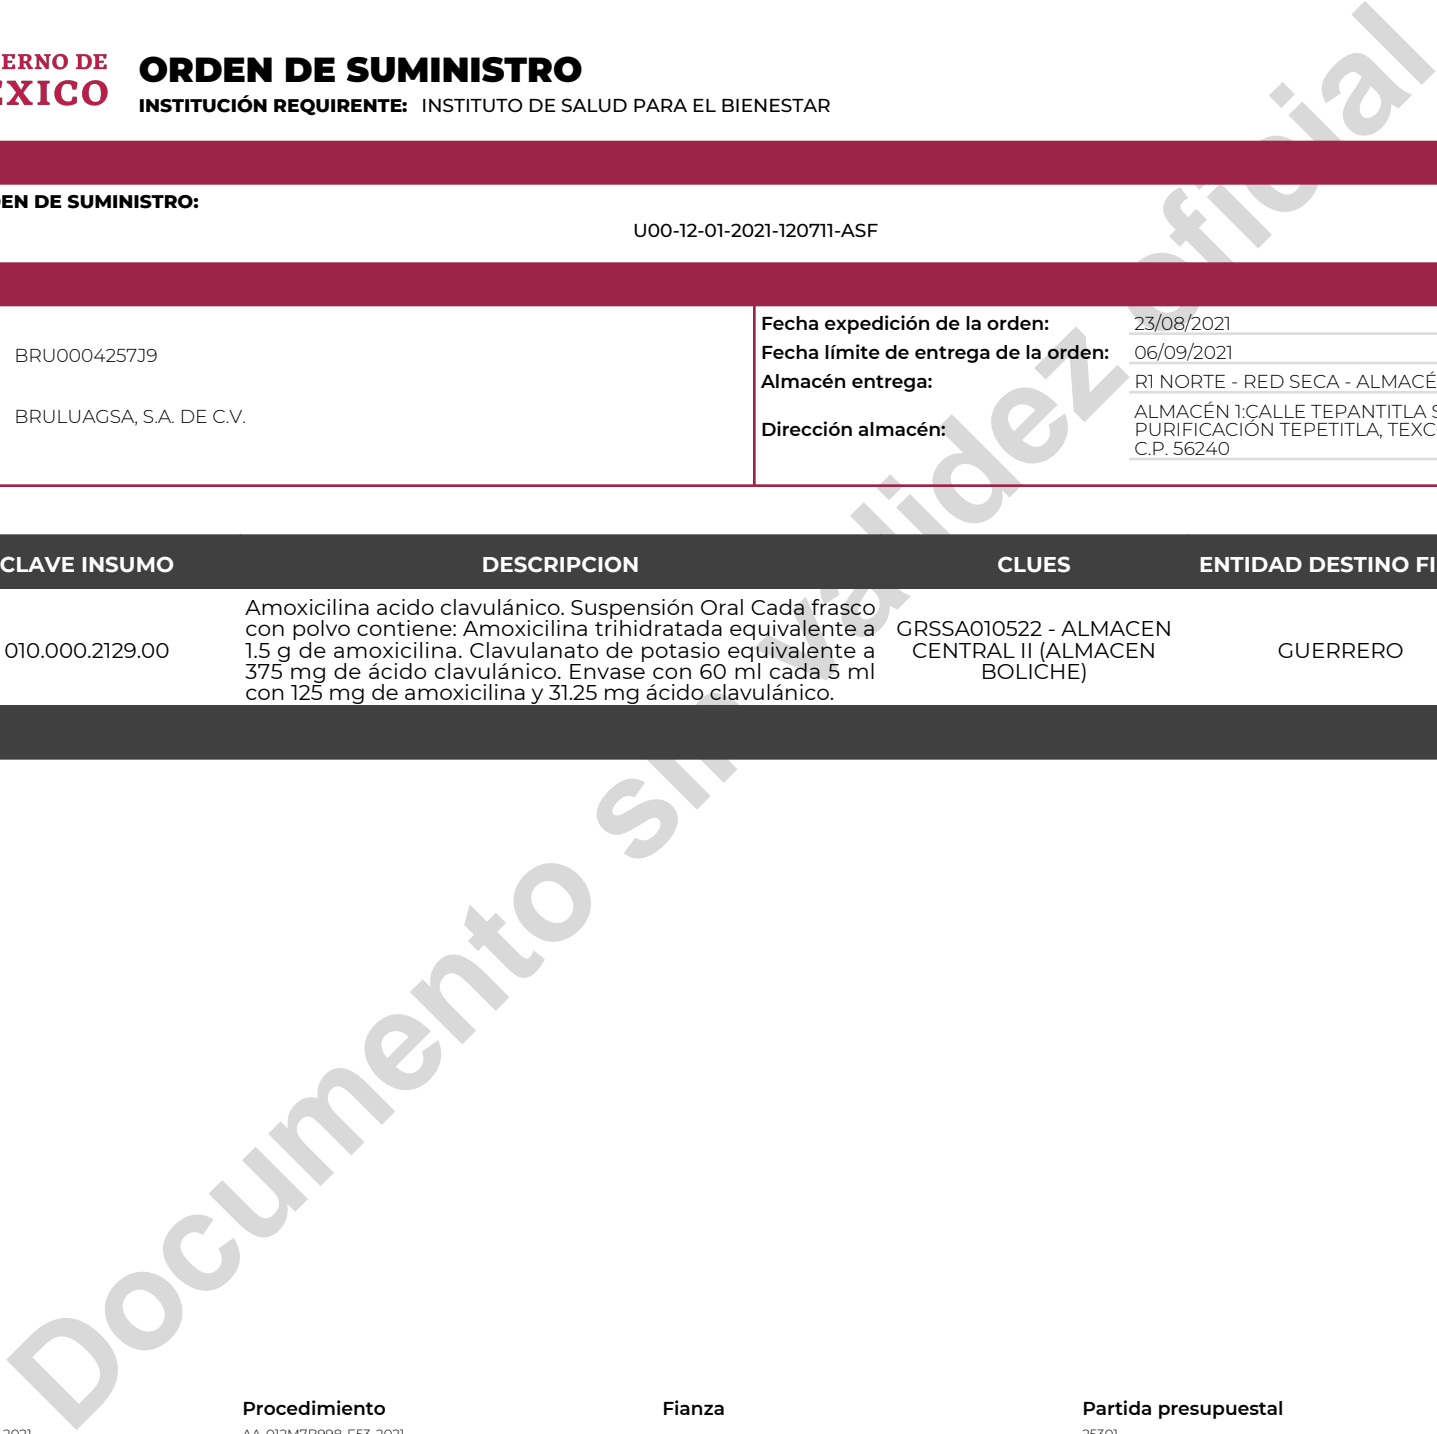 ERNO DE
EXICO
ORDEN DE SUMINISTRO
INSTITUCIÓN REQUIRENTE: INSTITUTO DE SALUD PARA EL BIENESTAR
EN DE SUMINISTRO:
U00-12-01-2021-120711-ASF
BRU0004257J9
BRULUAGSA, S.A. DE C.V.
Fecha expedición de la orden: 23/08/2021
Fecha límite de entrega de la orden: 06/09/2021
Almacén entrega: R1 NORTE - RED SECA - ALMACÉ
Dirección almacén:
ALMACÉN 1:CALLE TEPANTITLA S
PURIFICACIÓN TEPETITLA, TEXC
C.P. 56240
CLAVE INSUMO DESCRIPCION CLUES ENTIDAD DESTINO FI
010.000.2129.00
Amoxicilina acido clavulánico. Suspensión Oral Cada frasco
con polvo contiene: Amoxicilina trihidratada equivalente a
1.5 g de amoxicilina. Clavulanato de potasio equivalente a
375 mg de ácido clavulánico. Envase con 60 ml cada 5 ml
con 125 mg de amoxicilina y 31.25 mg ácido clavulánico.
GRSSA010522 - ALMACEN
CENTRAL II (ALMACEN
BOLICHE)
GUERRERO
Documento sin validez oficial
Procedimiento Fianza Partida presupuestal